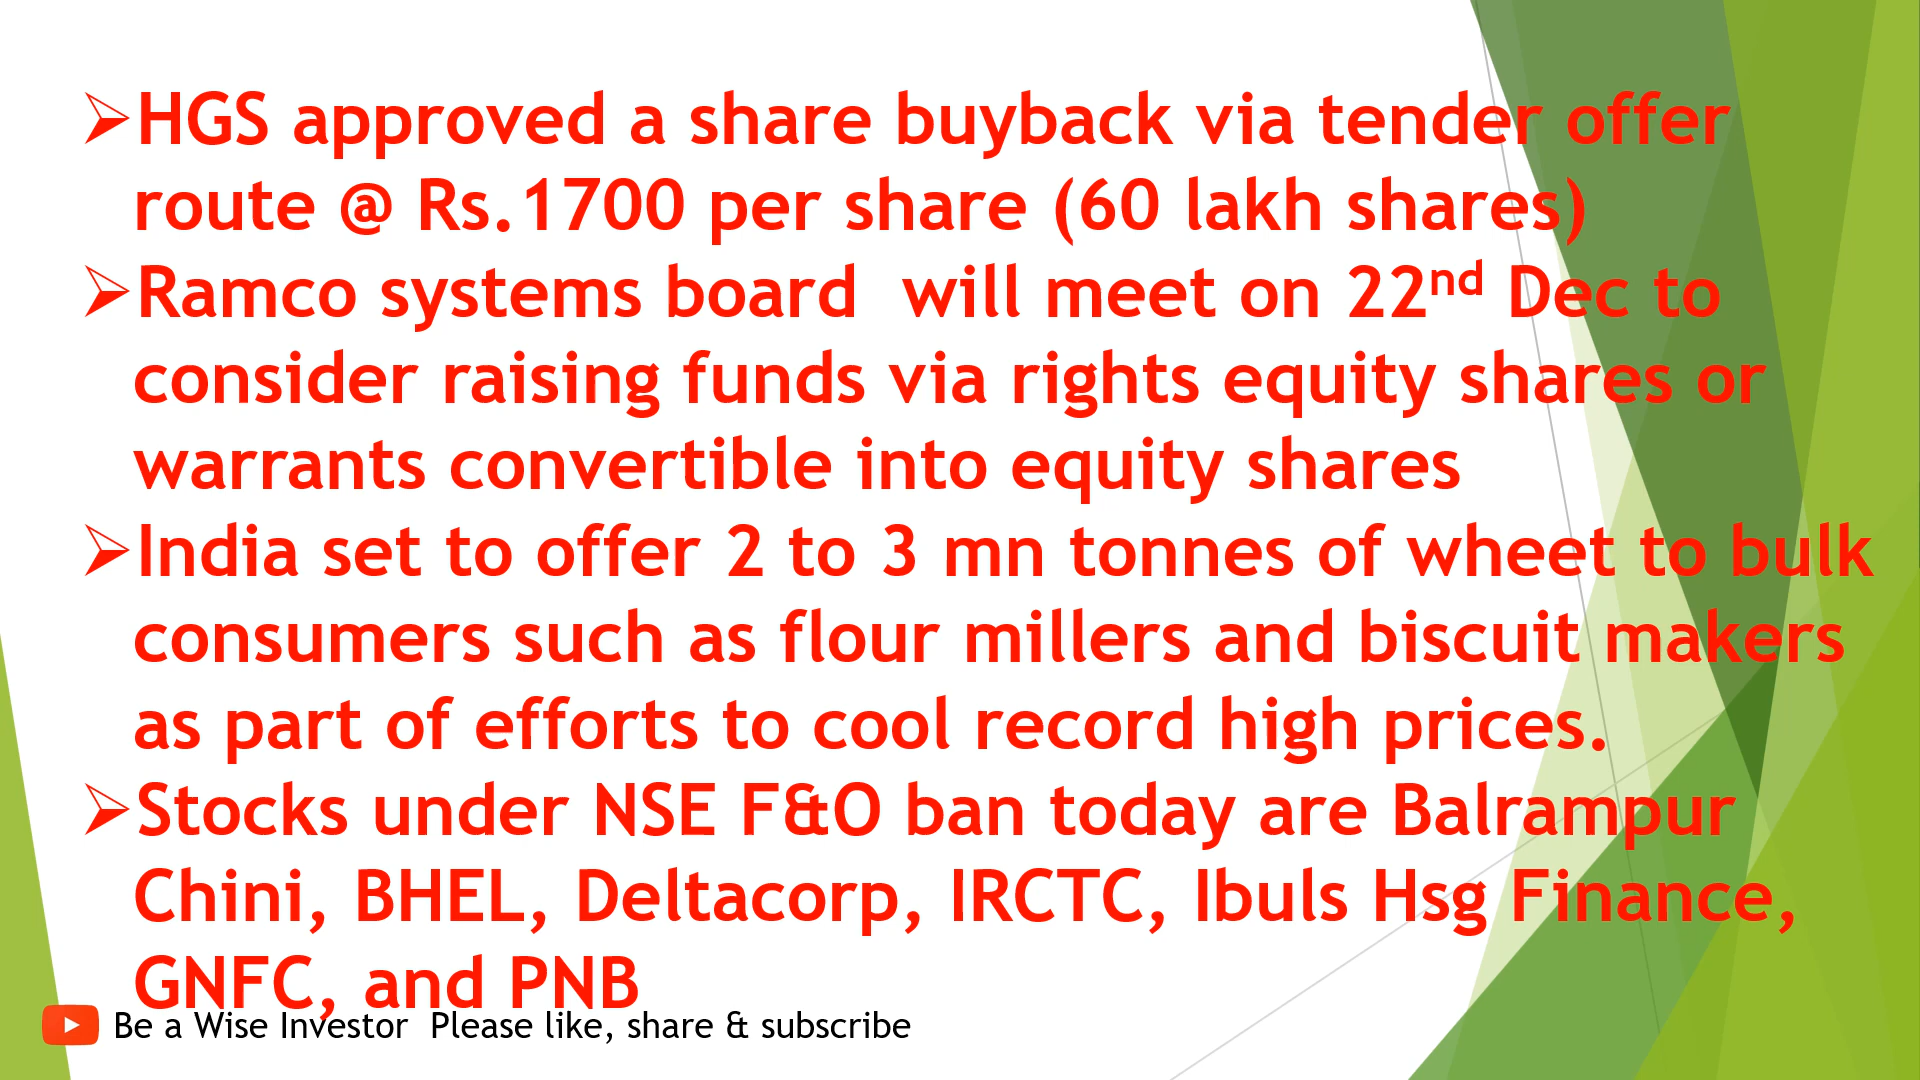 ➢HGS approved a share buyback via tender offer
route @ Rs.1700 per share (60 lakh shares)
➢Ramco systems board  will meet on 22nd Dec to
consider raising funds via rights equity shares or
warrants convertible into equity shares
➢India set to offer 2 to 3 mn tonnes of wheet to bulk
consumers such as flour millers and biscuit makers
as part of efforts to cool record high prices.
➢Stocks under NSE F&O ban today are Balrampur
Chini, BHEL, Deltacorp, IRCTC, Ibuls Hsg Finance,
GNFC, and PNB
Be a Wise Investor  Please like, share & subscribe